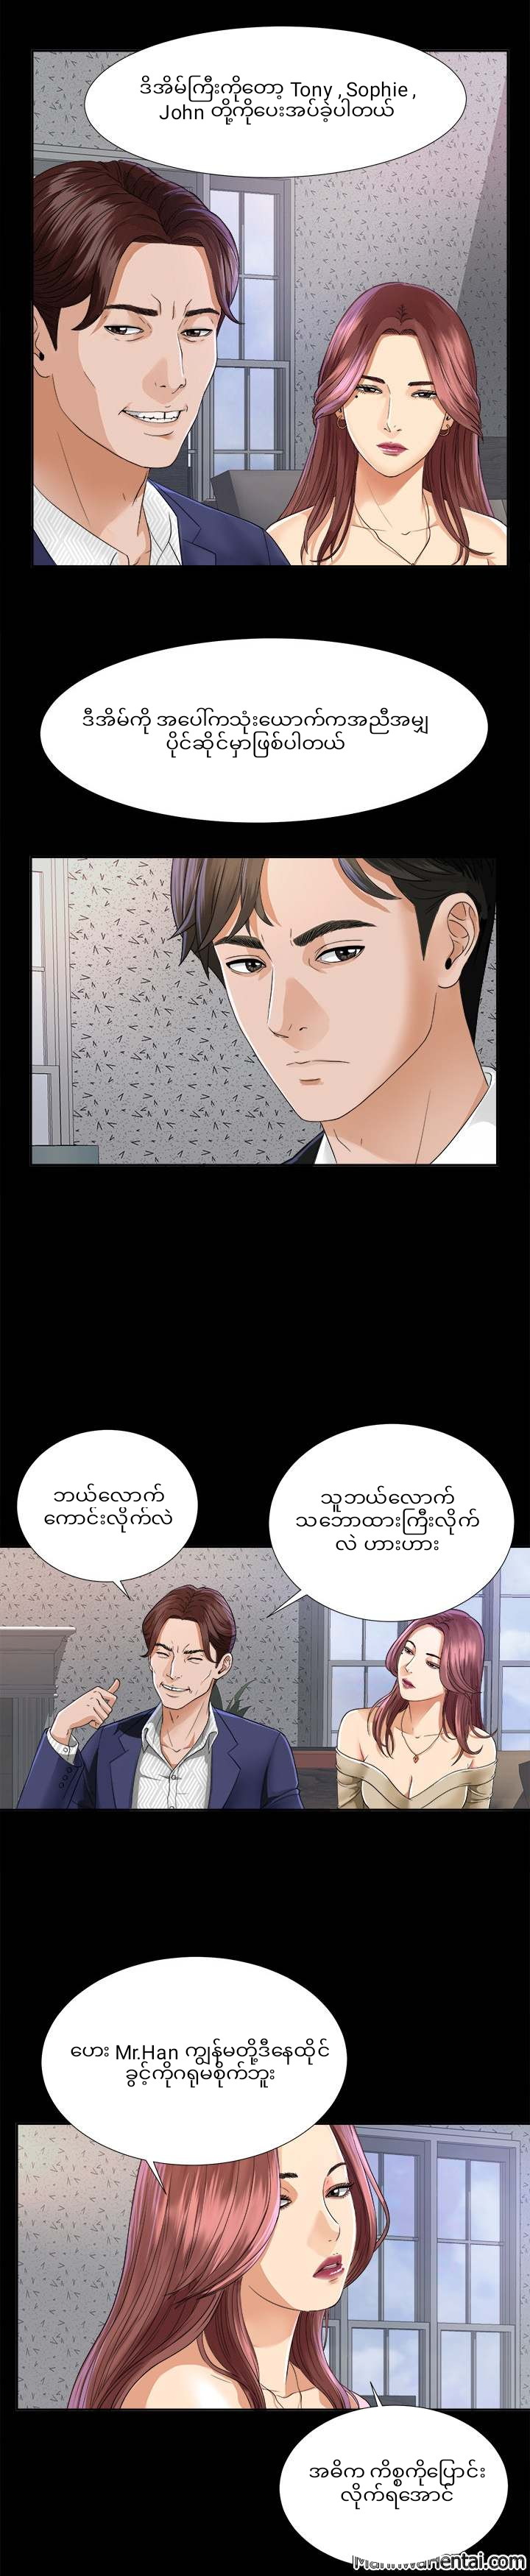 ဒီအိမ်ကြီးကိုတော့ Tony , Sophie ,
John တို့ကိုပေးအပ်ခဲ့ပါတယ်
ဒီအိမ်ကို အပေါ်ကသုံးယောက်ကအညီအမျှ
ပိုင်ဆိုင်မှာဖြစ်ပါတယ်
ဘယ်လောက်
ကောင်းလိုက်လဲ
သူဘယ်လောက်
သဘောထားကြီးလိုက်
လဲ ဟားဟား
ဟေး Mr.Han ကျွန်မတို့ဒီနေထိုင်
ခွင့်ကိုဂရုမစိုက်ဘူး
အဓိက ကိစ္စကိုပြောင်း
လိုက်ရအောင်
ManhwaHentai.com